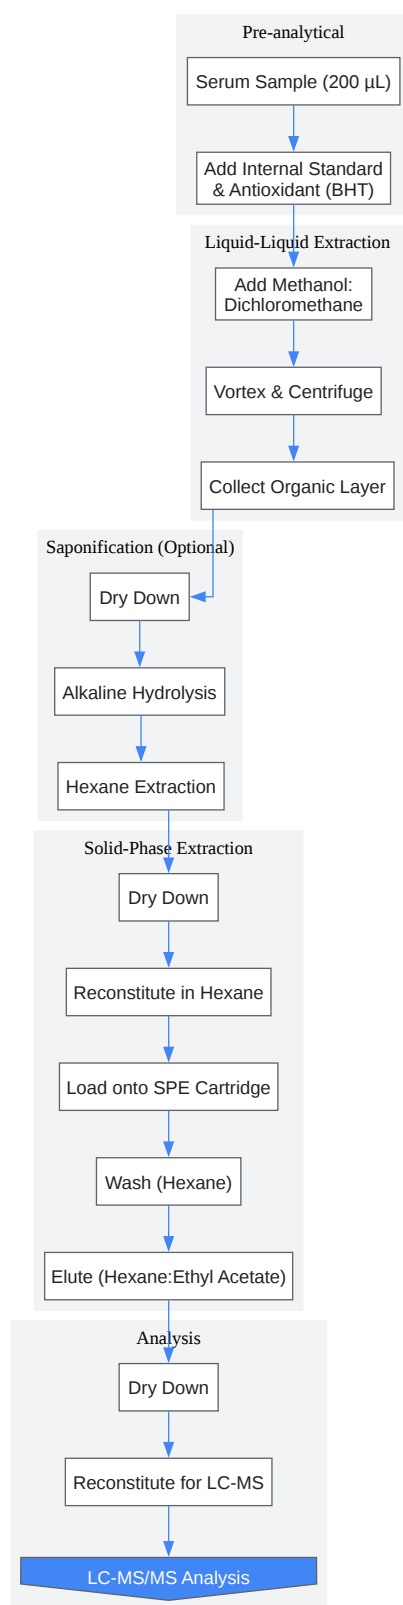 Pre-analytical
Serum Sample (200 µL)
Add Internal Standard
& Antioxidant (BHT)
Liquid-Liquid Extraction
Add Methanol:
Dichloromethane
Vortex & Centrifuge
Collect Organic Layer
Saponification (Optional)
Dry Down
Alkaline Hydrolysis
Hexane Extraction
Solid-Phase Extraction
Dry Down
Reconstitute in Hexane
Load onto SPE Cartridge
Wash (Hexane)
Elute (Hexane:Ethyl Acetate)
Analysis
Dry Down
Reconstitute for LC-MS
LC-MS/MS Analysis